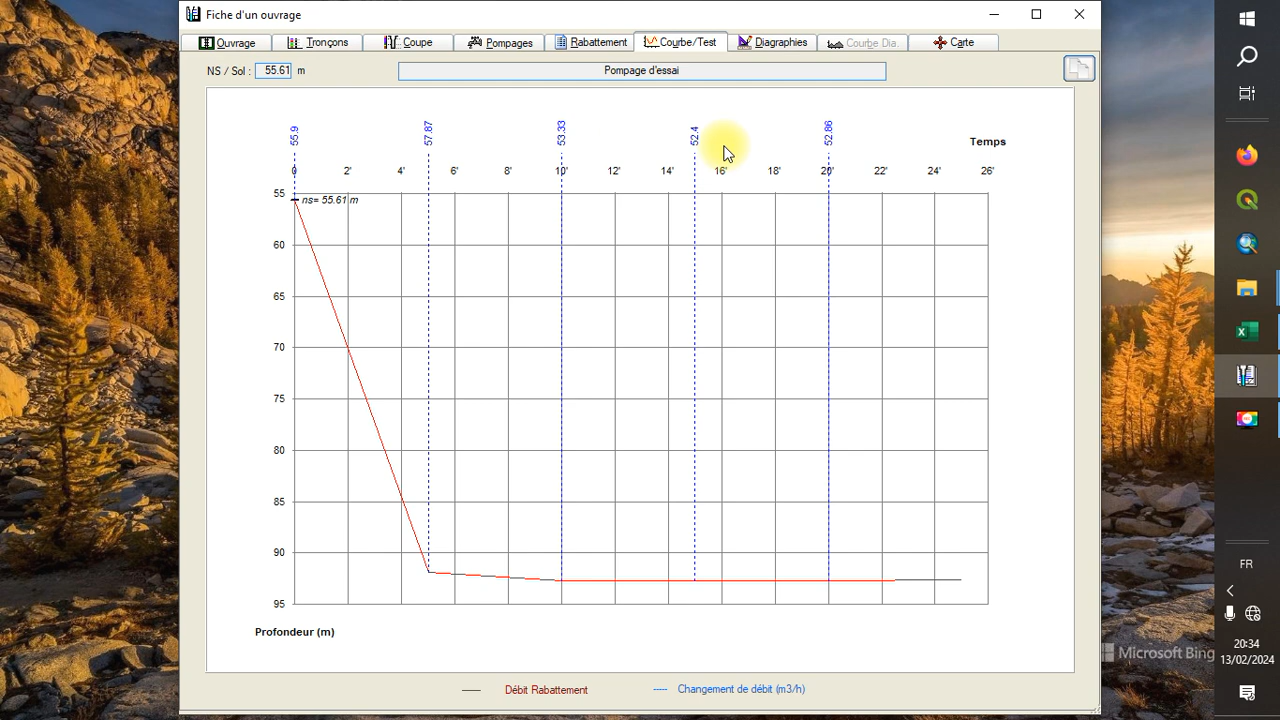 Fiche d'un ouvrage
Ouvrage Tronçons Coupe Pompages Rabattement Courbe/Test Diagraphies Courbe Dia. Carte
NS / Sol : 55.61 m Pompage d'essai
55.9 57.87 53.33 52.4 52.86
Temps
0 2' 4' 6' 8' 10' 12' 14' 16' 18' 20' 22' 24' 26'
55
ns= 55.61 m
60
65
70
75
80
85
90
95
Profondeur (m)
Débit Rabattement Changement de débit (m3/h)
FR
20:34
13/02/2024
Microsoft Bing